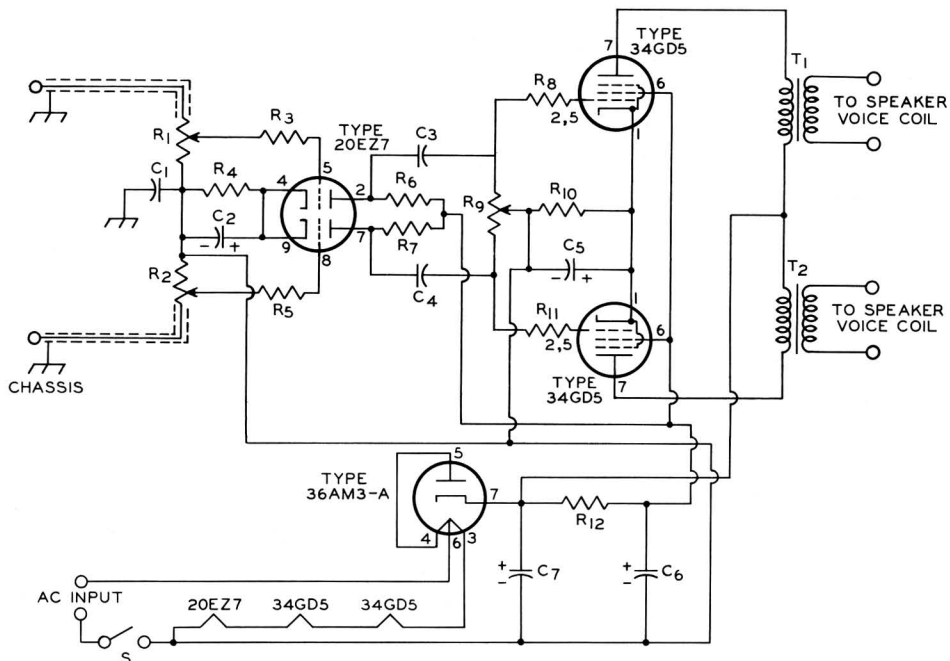 TYPE
34GD5
7
6
2,5
1
T1
TO SPEAKER
VOICE COIL
R8
R1
R3
TYPE
20EZ7
C3
5
C1
R4
4
2
R6
R9
R10
C2
- +
9
7
R7
C5
- +
8
R2
R5
C4
T2
TO SPEAKER
VOICE COIL
1
R11
2,5
6
TYPE
34GD5
7
CHASSIS
TYPE
36AM3-A
5
7
4
6
3
R12
+
-
C7
+
-
C6
AC INPUT
20EZ7
34GD5
34GD5
S